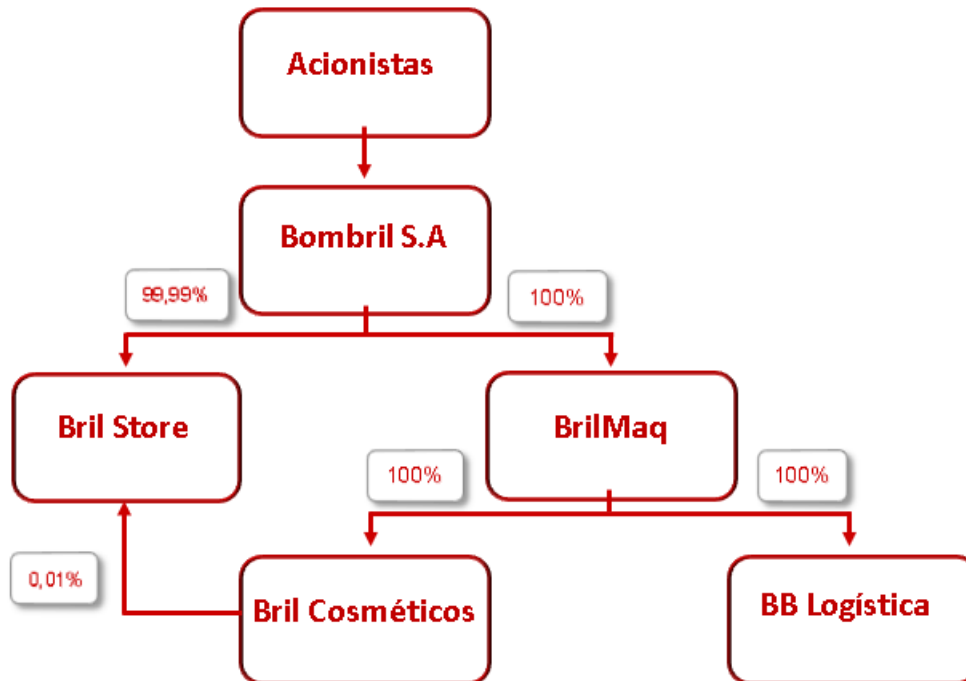 Acionistas
Bombril S.A
99,99%
100%
Bril Store
BrilMaq
100%
100%
0,01%
Bril Cosméticos
BB Logística